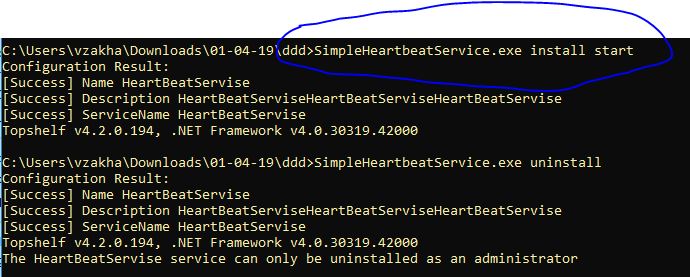 C:\Users\vzakha\Downloads\01-04-19\ddd>SimpleHeartbeatService.exe install start
Configuration Result:
[Success] Name HeartBeatServise
[Success] Description HeartBeatServiseHeartBeatServiseHeartBeatServise
[Success] ServiceName HeartBeatServise
Topshelf v4.2.0.194, .NET Framework v4.0.30319.42000
C:\Users\vzakha\Downloads\01-04-19\ddd>SimpleHeartbeatService.exe uninstall
Configuration Result:
[Success] Name HeartBeatServise
[Success] Description HeartBeatServiseHeartBeatServiseHeartBeatServise
[Success] ServiceName HeartBeatServise
Topshelf v4.2.0.194, .NET Framework v4.0.30319.42000
The HeartBeatServise service can only be uninstalled as an administrator